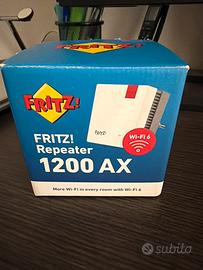 FRITZ!
FRITZ!
FRITZ!
Repeater
1200 AX
Wi-Fi 6
More Wi-Fi in every room with Wi-Fi 6
subito